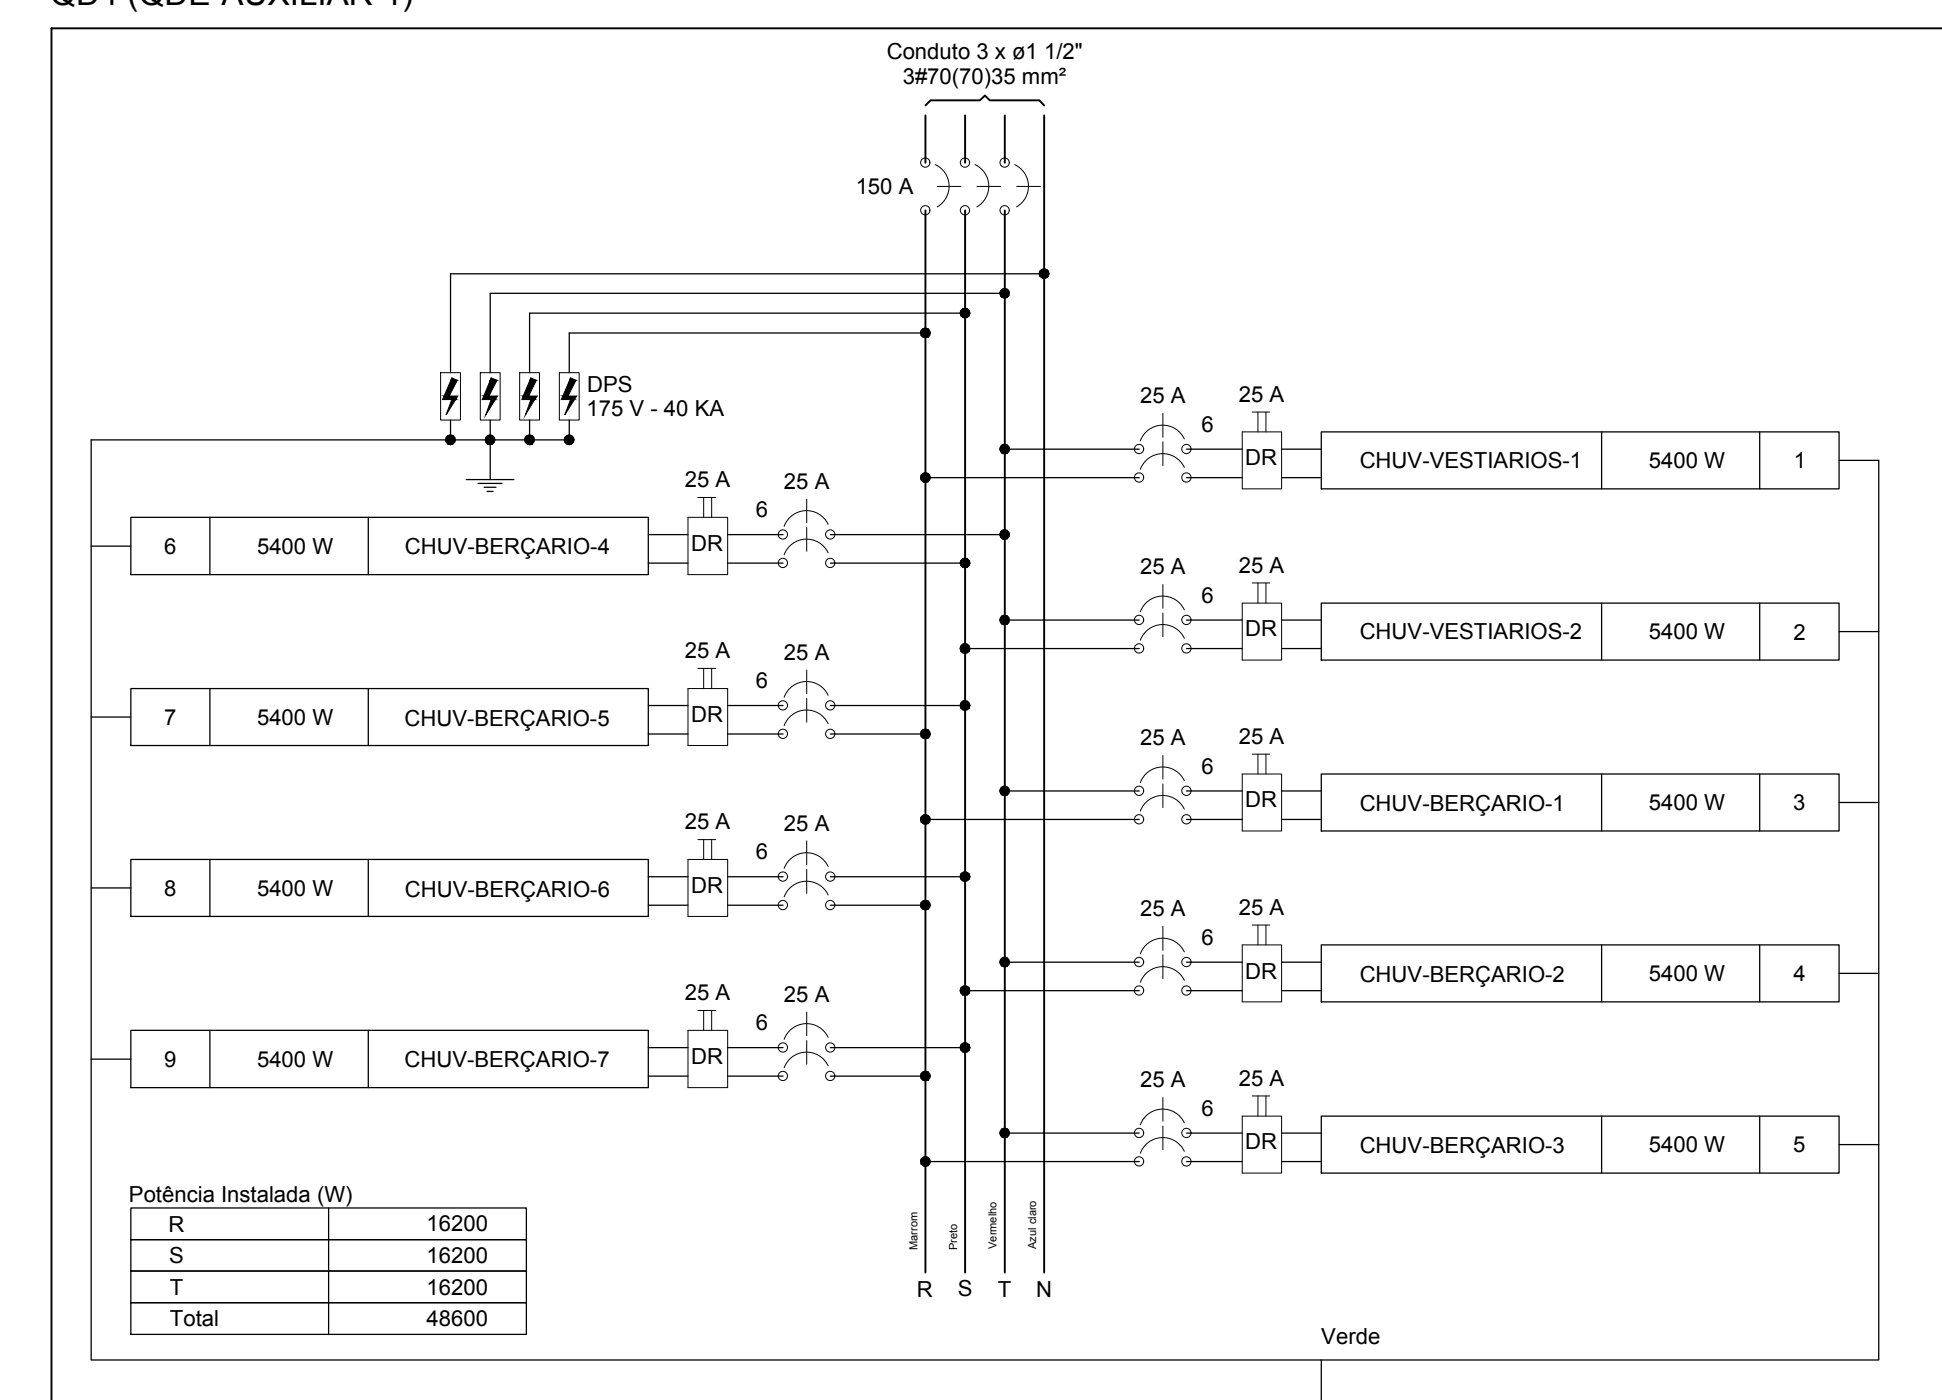 Conduto 3 x ø1 1/2"
3#70(70)35 mm²
150 A
DPS
175 V - 40 KA
25 A 25 A
6
DR
CHUV-VESTIARIOS-1 5400 W 1
25 A 25 A
6
6 5400 W CHUV-BERÇARIO-4 DR
25 A 25 A
6
DR
CHUV-VESTIARIOS-2 5400 W 2
25 A 25 A
6
7 5400 W CHUV-BERÇARIO-5 DR
25 A 25 A
6
DR
CHUV-BERÇARIO-1 5400 W 3
25 A 25 A
6
8 5400 W CHUV-BERÇARIO-6 DR
25 A 25 A
6
DR
CHUV-BERÇARIO-2 5400 W 4
25 A 25 A
6
9 5400 W CHUV-BERÇARIO-7 DR
25 A 25 A
6
DR
CHUV-BERÇARIO-3 5400 W 5
Potência Instalada (W)
R 16200
S 16200
T 16200
Total 48600
Marrom
Preto
Vermelho
Azul claro
R S T N
Verde